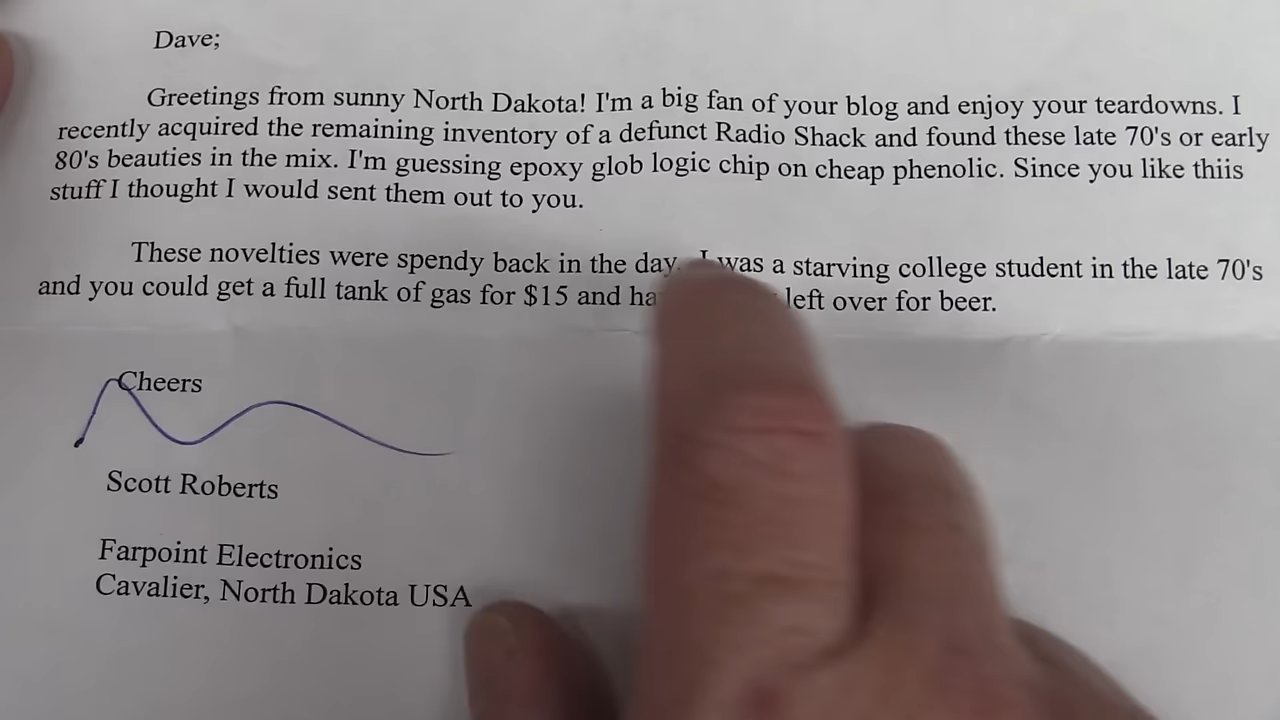 Dave;
Greetings from sunny North Dakota! I'm a big fan of your blog and enjoy your teardowns. I
recently acquired the remaining inventory of a defunct Radio Shack and found these late 70's or early
80's beauties in the mix. I'm guessing epoxy glob logic chip on cheap phenolic. Since you like thiis
stuff I thought I would sent them out to you.
These novelties were spendy back in the day. I was a starving college student in the late 70's
and you could get a full tank of gas for $15 and left over for beer.
Cheers
Scott Roberts
Farpoint Electronics
Cavalier, North Dakota USA